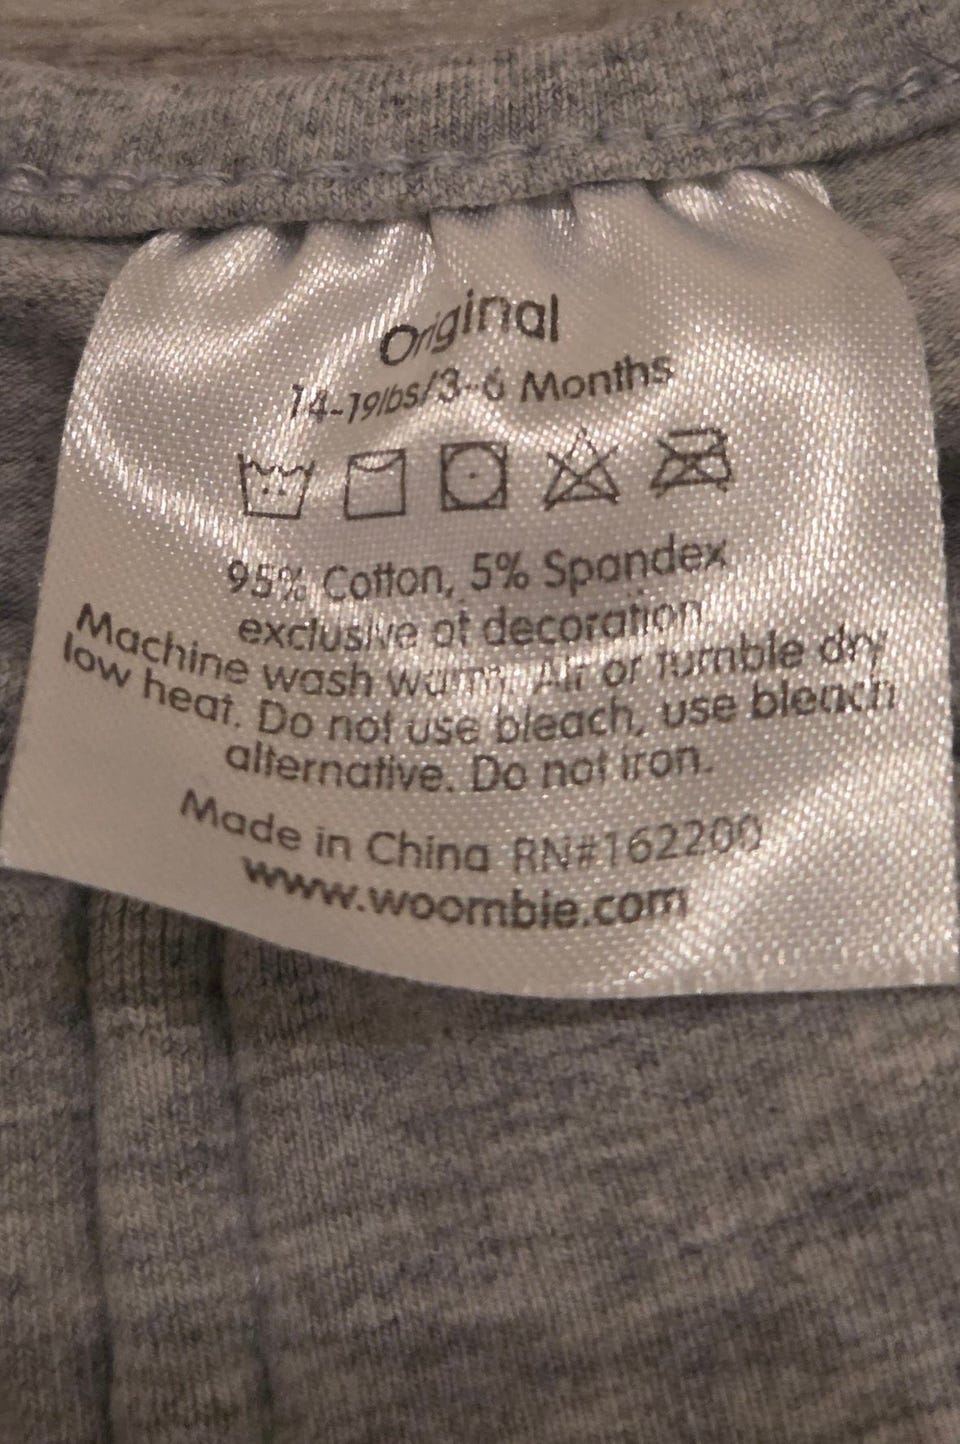 Original
14-19lbs/3-6 Months
95% Cotton, 5% Spandex
exclusive of decoration
Machine wash warm. Air or tumble dry
low heat. Do not use bleach, use bleach
alternative. Do not iron.
Made in China RN#162200
www.woombie.com